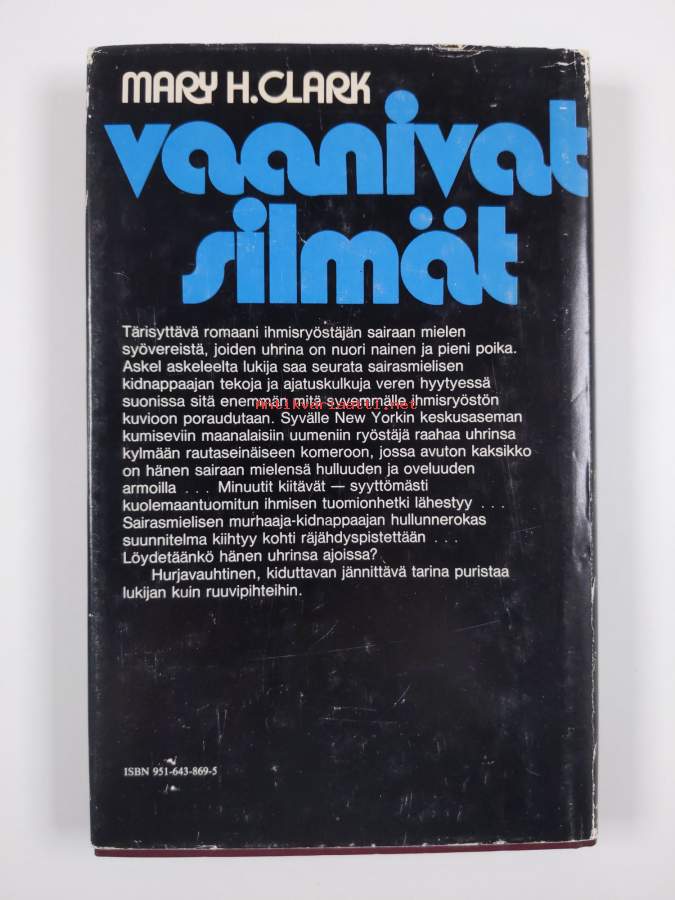 MARY H. CLARK
vaanivat
silmät
Tärisyttävä romaani ihmisryöstäjän sairaan mielen
syövereistä, joiden uhrina on nuori nainen ja pieni poika.
Askel askeleelta lukija saa seurata sairasmielisen
kidnappaajan tekoja ja ajatuskulkuja veren hyytyessä
suonissa sitä enemmän mitä syvemmälle ihmisryöstön
Antikvariaatti.net
kuvioon poraudutaan. Syvälle New Yorkin keskusaseman
kumiseviin maanalaisiin uumeniin ryöstäjä raahaa uhrinsa
kylmään rautaseinäiseen komeroon, jossa avuton kaksikko
on hänen sairaan mielensä hulluuden ja oveluuden
armoilla . . . Minuutit kiitävät — syyttömästi
kuolemaantuomitun ihmisen tuomionhetki lähestyy . . .
Sairasmielisen murhaaja-kidnappaajan hullunnerokas
suunnitelma kiihtyy kohti räjähdyspistettään . . .
Löydetäänkö hänen uhrinsa ajoissa?
Hurjavauhtinen, kiduttavan jännittävä tarina puristaa
lukijan kuin ruuvipihteihin.
ISBN 951-643-869-5